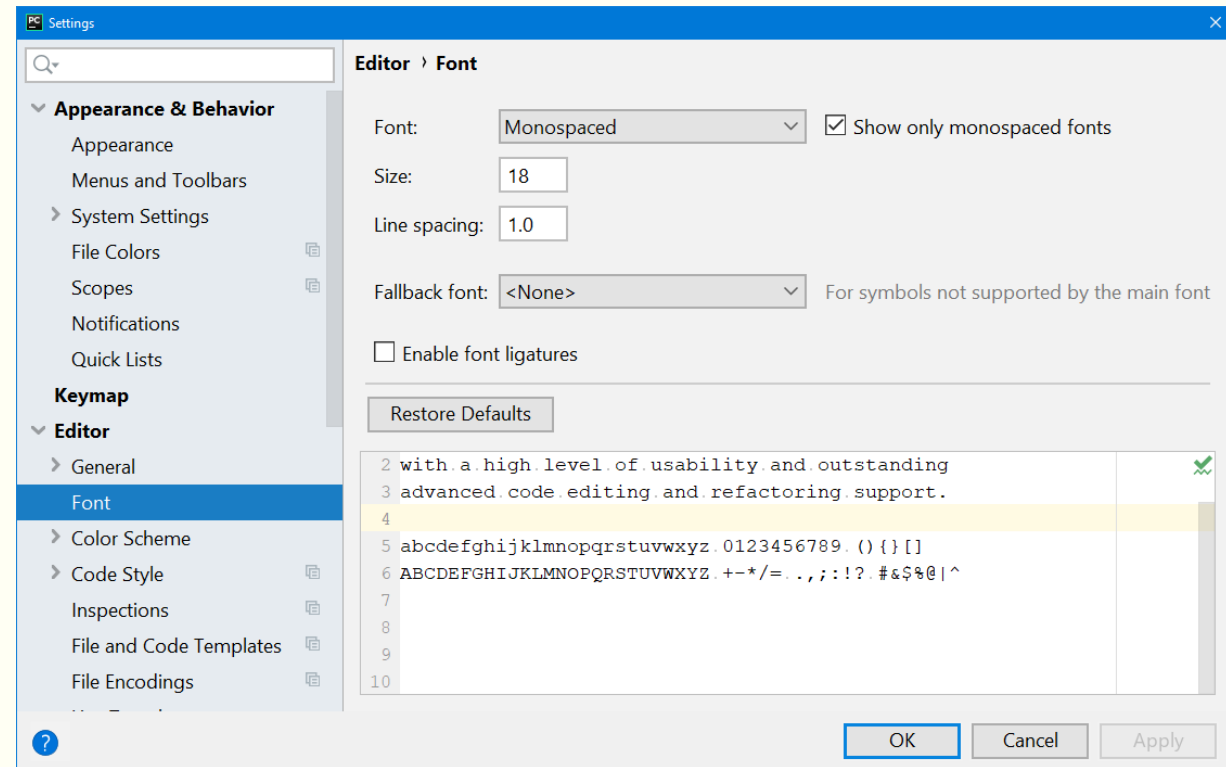 PC Settings
Appearance & Behavior
Appearance
Menus and Toolbars
System Settings
File Colors
Scopes
Notifications
Quick Lists
Keymap
Editor
General
Font
Color Scheme
Code Style
Inspections
File and Code Templates
File Encodings
Editor › Font
Font: Monospaced Show only monospaced fonts
Size: 18
Line spacing: 1.0
Fallback font: <None> For symbols not supported by the main font
Enable font ligatures
Restore Defaults
2 with a high level of usability and outstanding
3 advanced code editing and refactoring support.
4
5 abcdefghijklmnopqrstuvwxyz 0123456789 (){}[]
6 ABCDEFGHIJKLMNOPQRSTUVWXYZ +-*/= .,;:!? #&$%@|^
7
8
9
10
? OK Cancel Apply